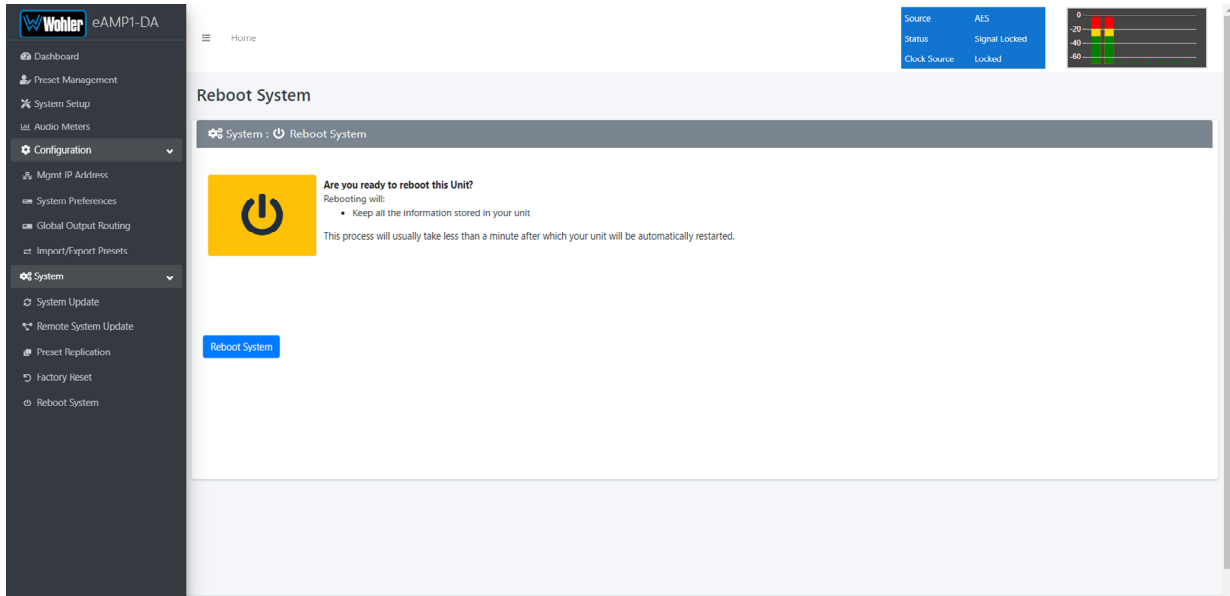 Wohler eAMP1-DA
Dashboard
Preset Management
System Setup
Audio Meters
Configuration
Mgmt IP Address
System Preferences
Global Output Routing
Import/Export Presets
System
System Update
Remote System Update
Preset Replication
Factory Reset
Reboot System
Home
Source AES
Status Signal Locked
Clock Source Locked
0
-20
-40
-60
Reboot System
System : Reboot System
Are you ready to reboot this Unit?
Rebooting will:
• Keep all the information stored in your unit
This process will usually take less than a minute after which your unit will be automatically restarted.
Reboot System